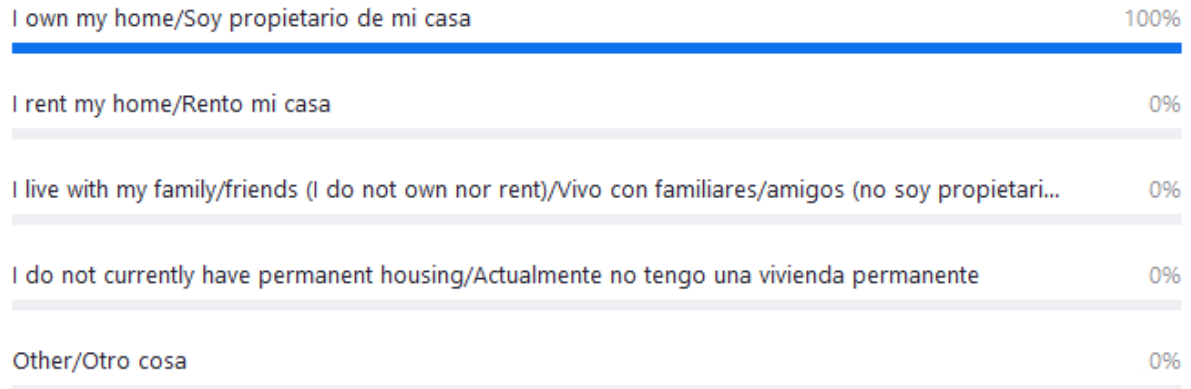 I own my home/Soy propietario de mi casa 100%
I rent my home/Rento mi casa 0%
I live with my family/friends (I do not own nor rent)/Vivo con familiares/amigos (no soy propietari... 0%
I do not currently have permanent housing/Actualmente no tengo una vivienda permanente 0%
Other/Otro cosa 0%